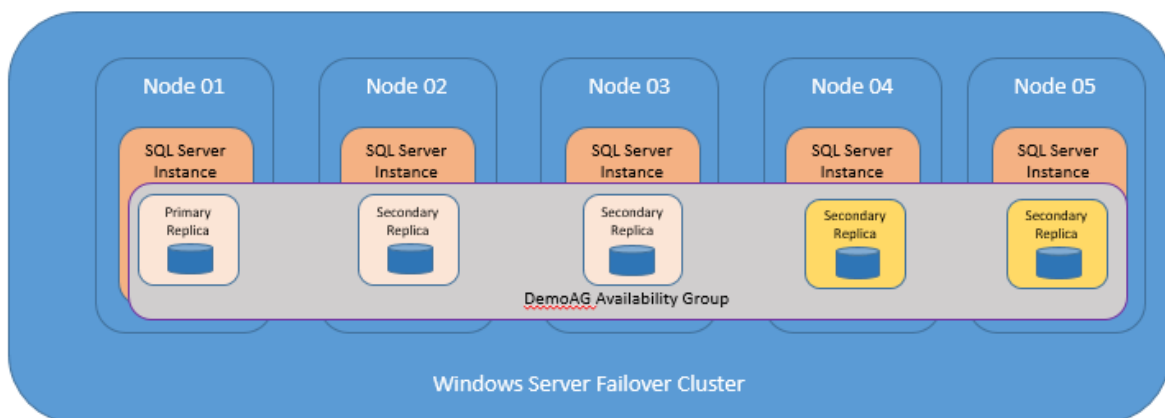 Node 01
Node 02
Node 03
Node 04
Node 05
SQL Server
Instance
SQL Server
Instance
SQL Server
Instance
SQL Server
Instance
SQL Server
Instance
Primary
Replica
Secondary
Replica
Secondary
Replica
Secondary
Replica
Secondary
Replica
DemoAG Availability Group
Windows Server Failover Cluster